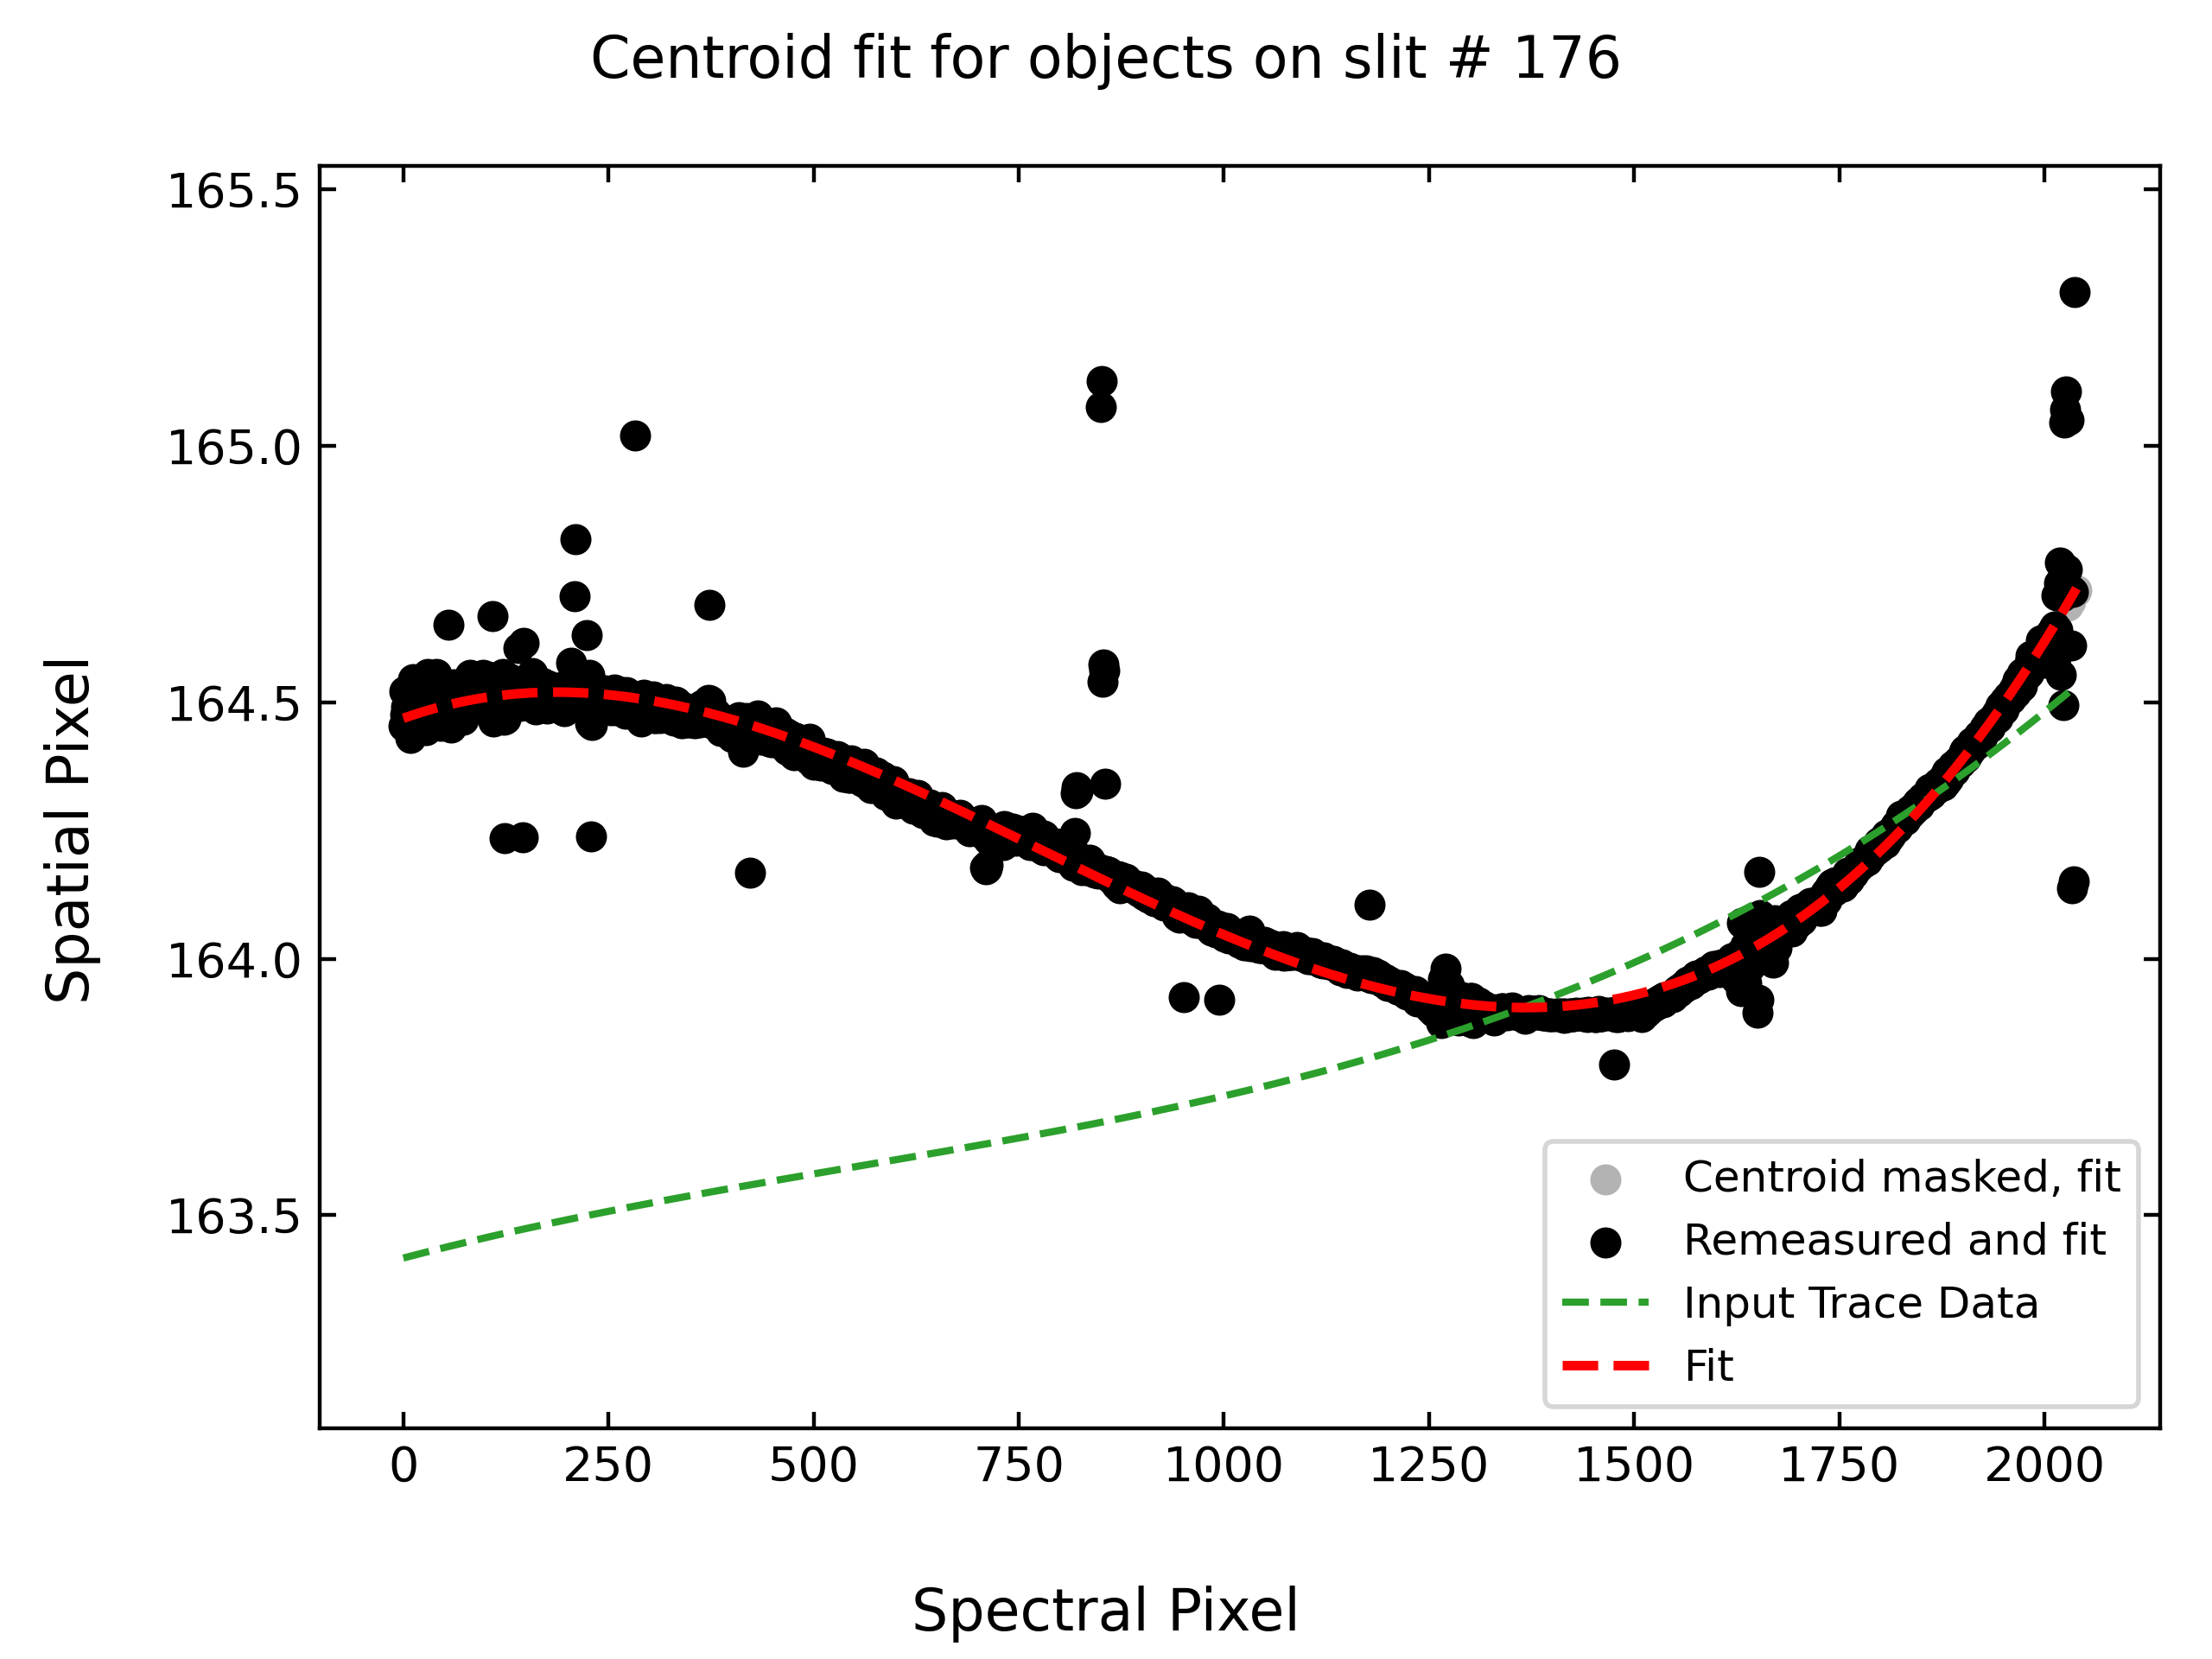 Centroid fit for objects on slit # 176
165.5
165.0
164.5
164.0
163.5
Spatial Pixel
Centroid masked, fit
Remeasured and fit
Input Trace Data
Fit
0 250 500 750 1000 1250 1500 1750 2000
Spectral Pixel